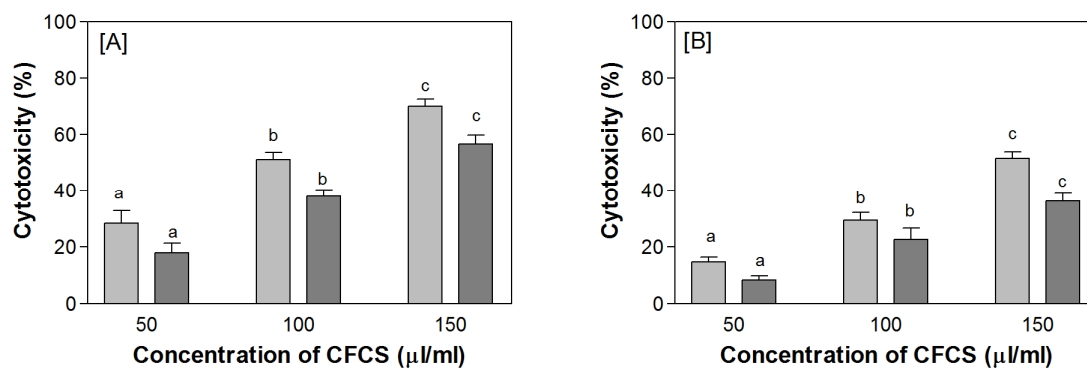 [A]
Cytotoxicity (%)
100
80
60
40
20
0
a
a
b
b
c
c
50
100
150
Concentration of CFCS (μl/ml)
[B]
Cytotoxicity (%)
100
80
60
40
20
0
a
a
b
b
c
c
50
100
150
Concentration of CFCS (μl/ml)